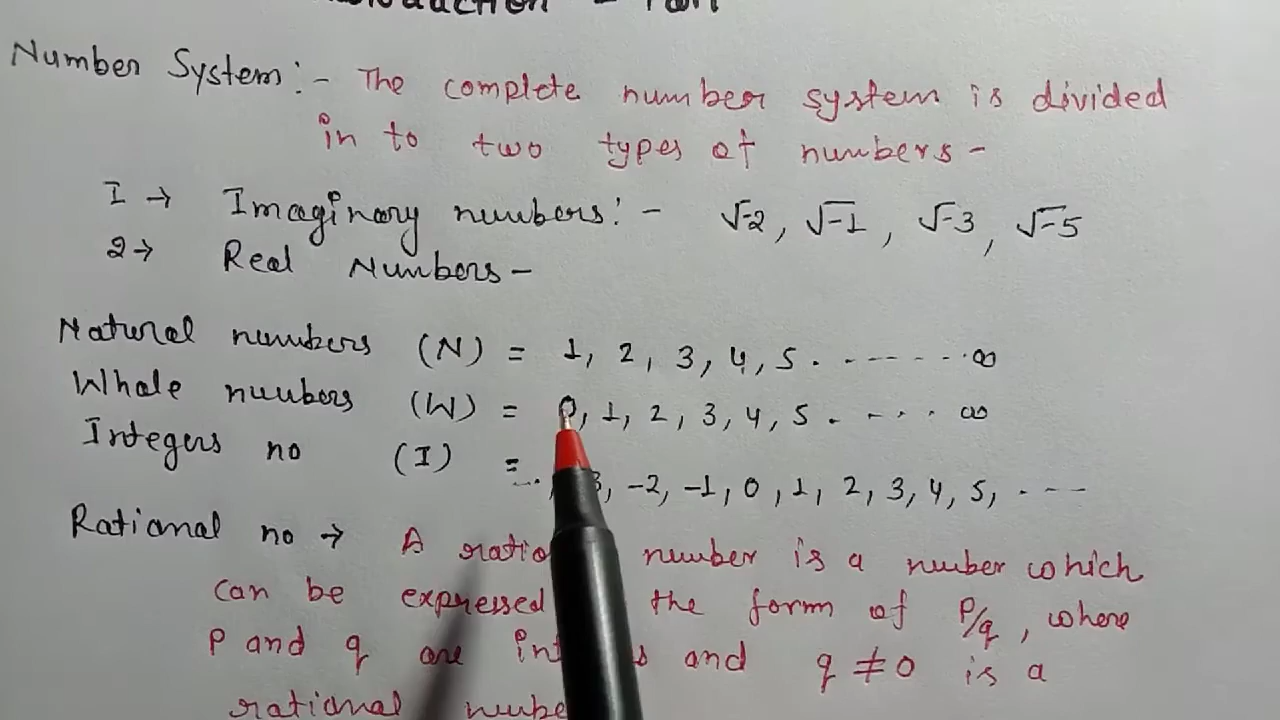 Number System:- The complete number system is divided
in to two types of numbers -
1 → Imaginary numbers:- √-2, √-1, √-3, √-5
2 → Real Numbers -
Natural numbers (N) = 1, 2, 3, 4, 5 . - - - - - . . ∞
Whole numbers (W) = 0, 1, 2, 3, 4, 5 . - - . . . ∞
Integers no (I) = ... 3, -2, -1, 0, 1, 2, 3, 4, 5, . - - -
Rational no → A number is a number which
can be expressed the form of P/q, where
P and q are and q ≠ 0 is a
rational